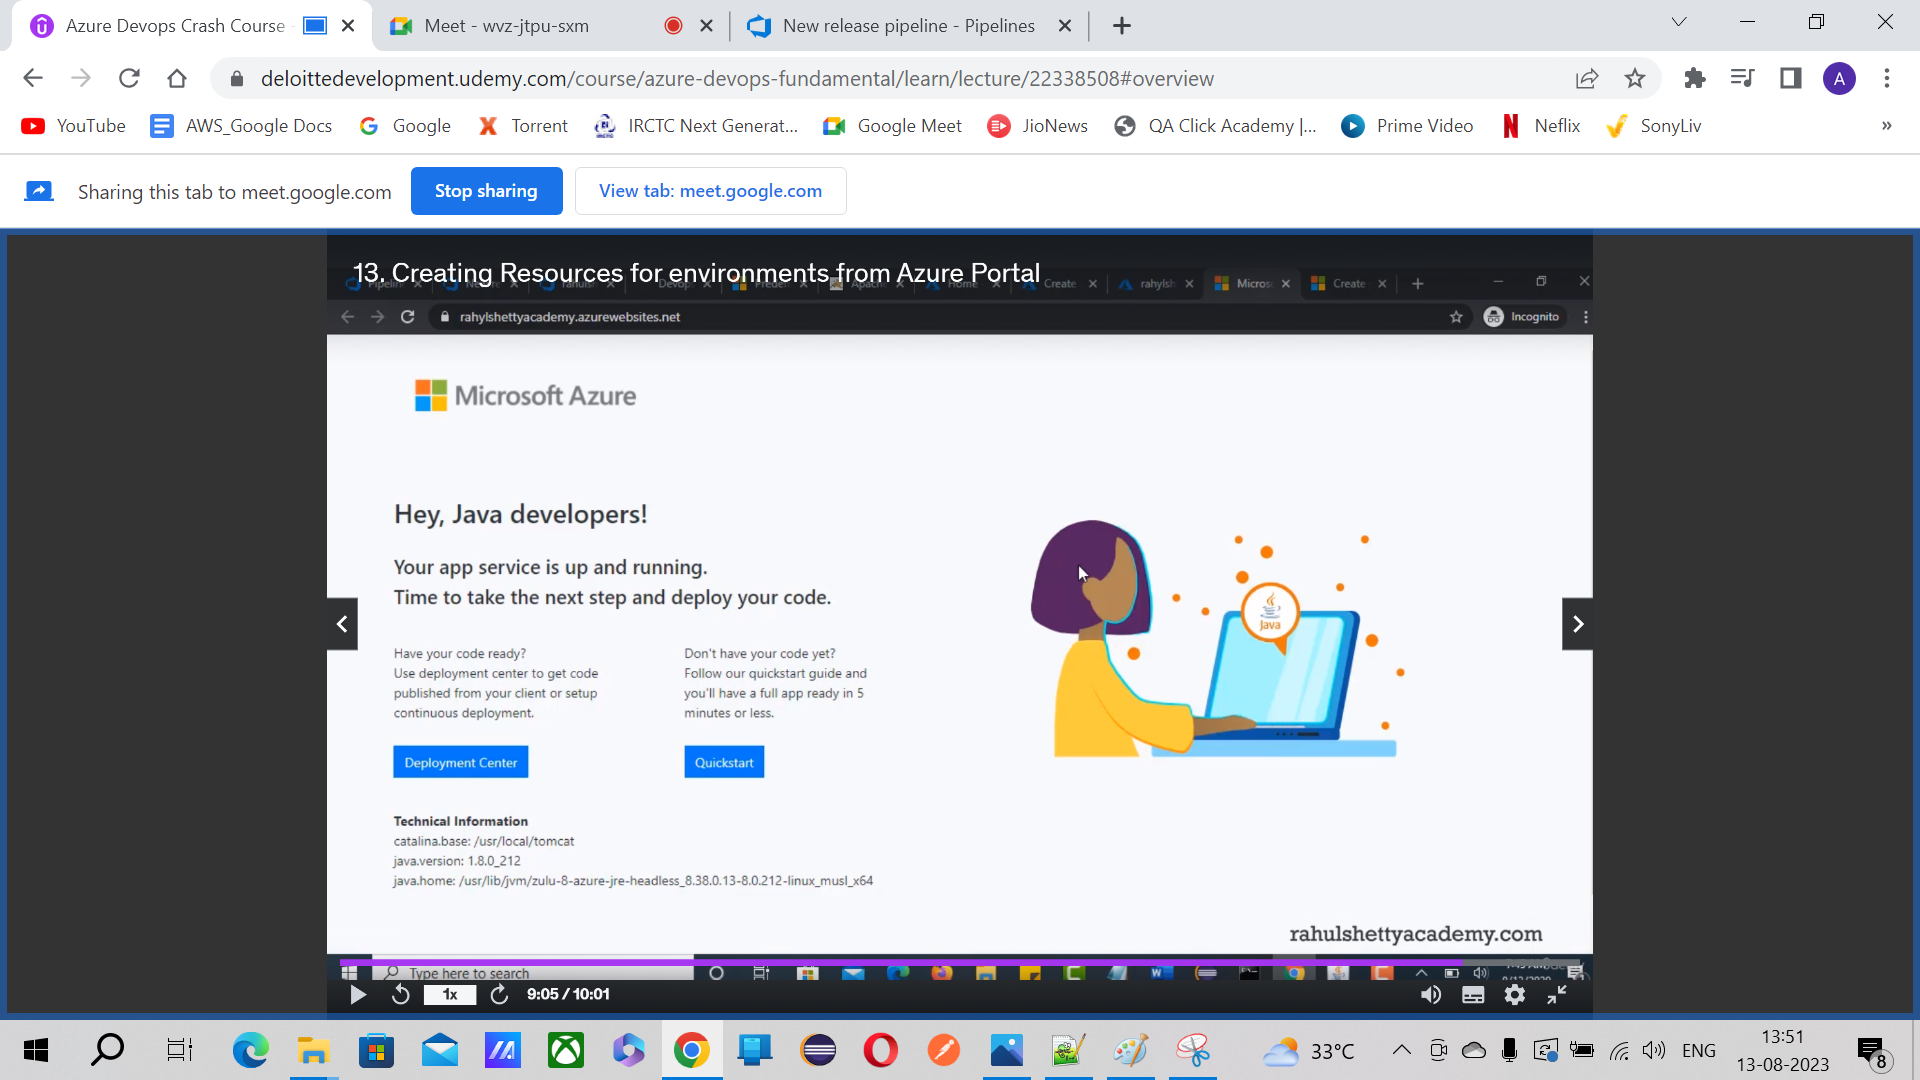 Azure Devops Crash Course
Meet - wvz-jtpu-sxm
New release pipeline - Pipelines
deloittedevelopment.udemy.com/course/azure-devops-fundamental/learn/lecture/22338508#overview
A
YouTube
AWS_Google Docs
Google
Torrent
IRCTC Next Generat...
Google Meet
JioNews
QA Click Academy |...
Prime Video
Neflix
SonyLiv
»
Sharing this tab to meet.google.com
Stop sharing
View tab: meet.google.com
13. Creating Resources for environments from Azure Portal
Home
Create
rahylsh
Micros
Create
rahylshettyacademy.azurewebsites.net
Incognito
Microsoft Azure
Hey, Java developers!
Your app service is up and running.
Time to take the next step and deploy your code.
Have your code ready?
Use deployment center to get code
published from your client or setup
continuous deployment.
Deployment Center
Don't have your code yet?
Follow our quickstart guide and
you'll have a full app ready in 5
minutes or less.
Quickstart
Java
Technical Information
catalina.base: /usr/local/tomcat
java.version: 1.8.0_212
java.home: /usr/lib/jvm/zulu-8-azure-jre-headless_8.38.0.13-8.0.212-linux_musl_x64
rahulshettyacademy.com
Type here to search
1x
9:05 / 10:01
33°C
ENG
13:51
13-08-2023
8